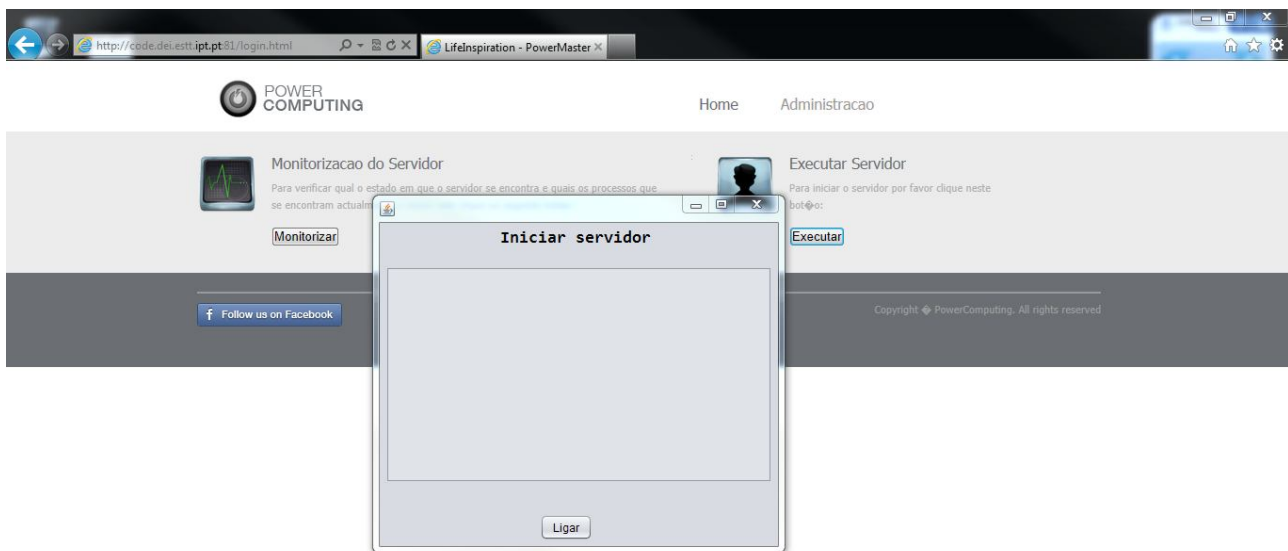 http://code.dei.estt.ipt.pt:81/login.html
LifeInspiration - PowerMaster
POWER
COMPUTING
Home
Administracao
Monitorizacao do Servidor
Para verificar qual o estado em que o servidor se encontra e quais os processos que
se encontram
Monitorizar
Executar Servidor
Para iniciar o servidor por favor clique neste
bot�o:
Executar
Iniciar servidor
Ligar
f Follow us on Facebook
Copyright � PowerComputing. All rights reserved